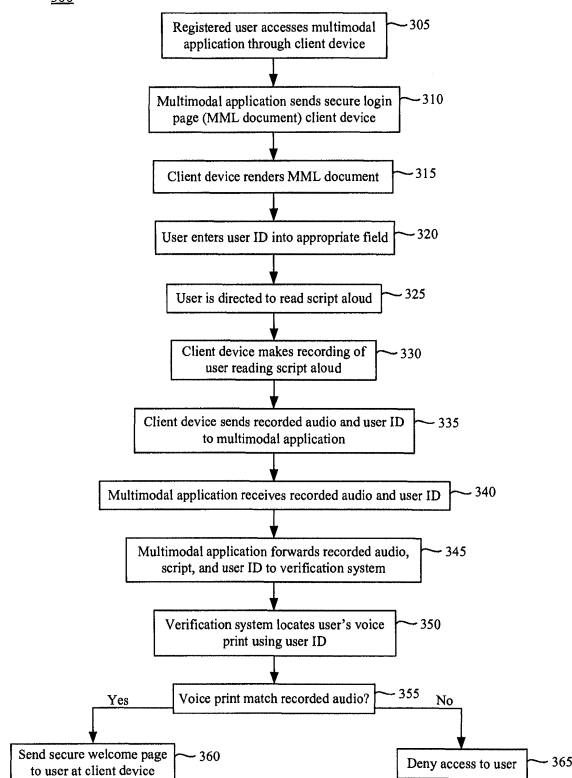 Registered user accesses multimodal
application through client device
305
Multimodal application sends secure login
page (MML document) client device
310
Client device renders MML document
315
User enters user ID into appropriate field
320
User is directed to read script aloud
325
Client device makes recording of
user reading script aloud
330
Client device sends recorded audio and user ID
to multimodal application
335
Multimodal application receives recorded audio and user ID
340
Multimodal application forwards recorded audio,
script, and user ID to verification system
345
Verification system locates user's voice
print using user ID
350
Voice print match recorded audio?
355
Yes
No
Send secure welcome page
to user at client device
360
Deny access to user
365